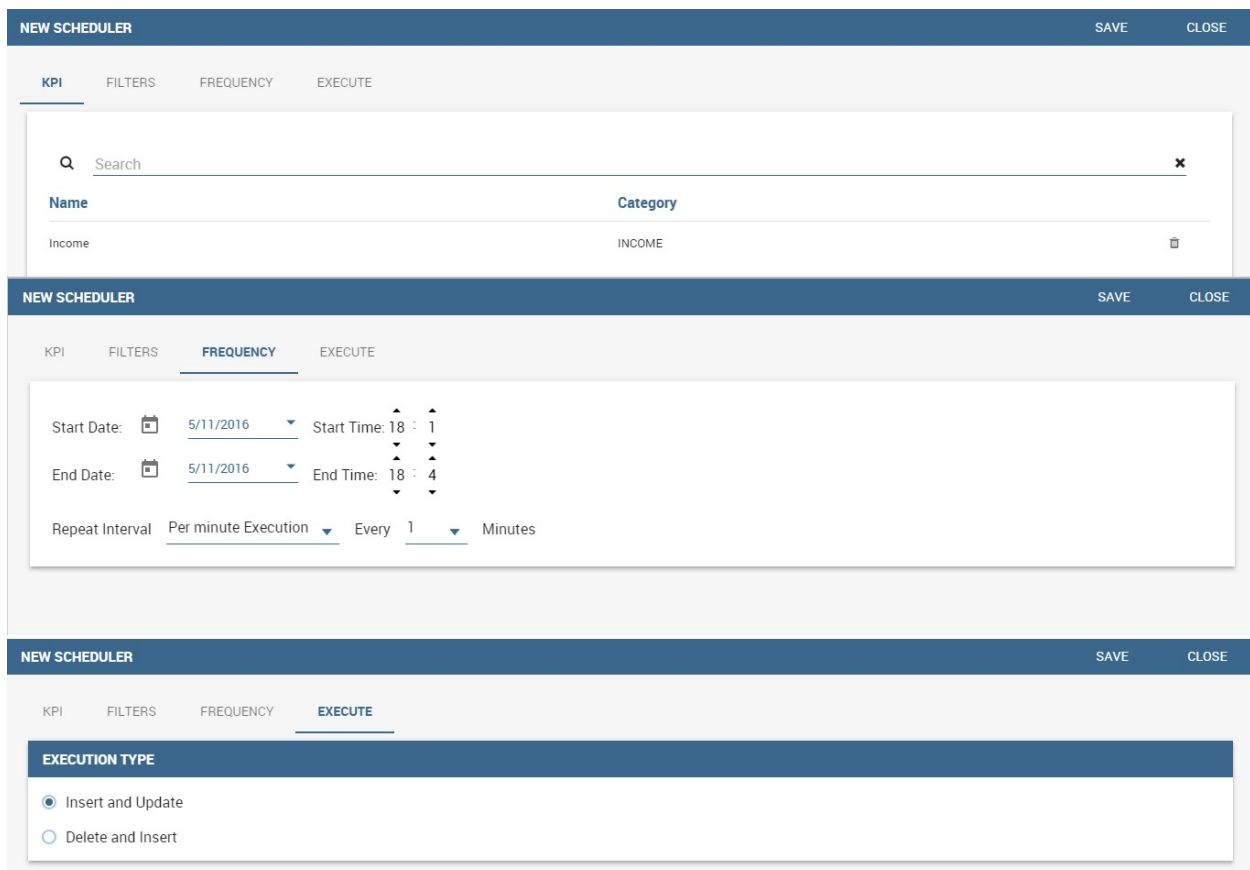 NEW SCHEDULER SAVE CLOSE
KPI FILTERS FREQUENCY EXECUTE
Search
Name Category
Income INCOME
NEW SCHEDULER SAVE CLOSE
KPI FILTERS FREQUENCY EXECUTE
Start Date: 5/11/2016 Start Time: 18 : 1
End Date: 5/11/2016 End Time: 18 : 4
Repeat Interval Per minute Execution Every 1 Minutes
NEW SCHEDULER SAVE CLOSE
KPI FILTERS FREQUENCY EXECUTE
EXECUTION TYPE
Insert and Update
Delete and Insert